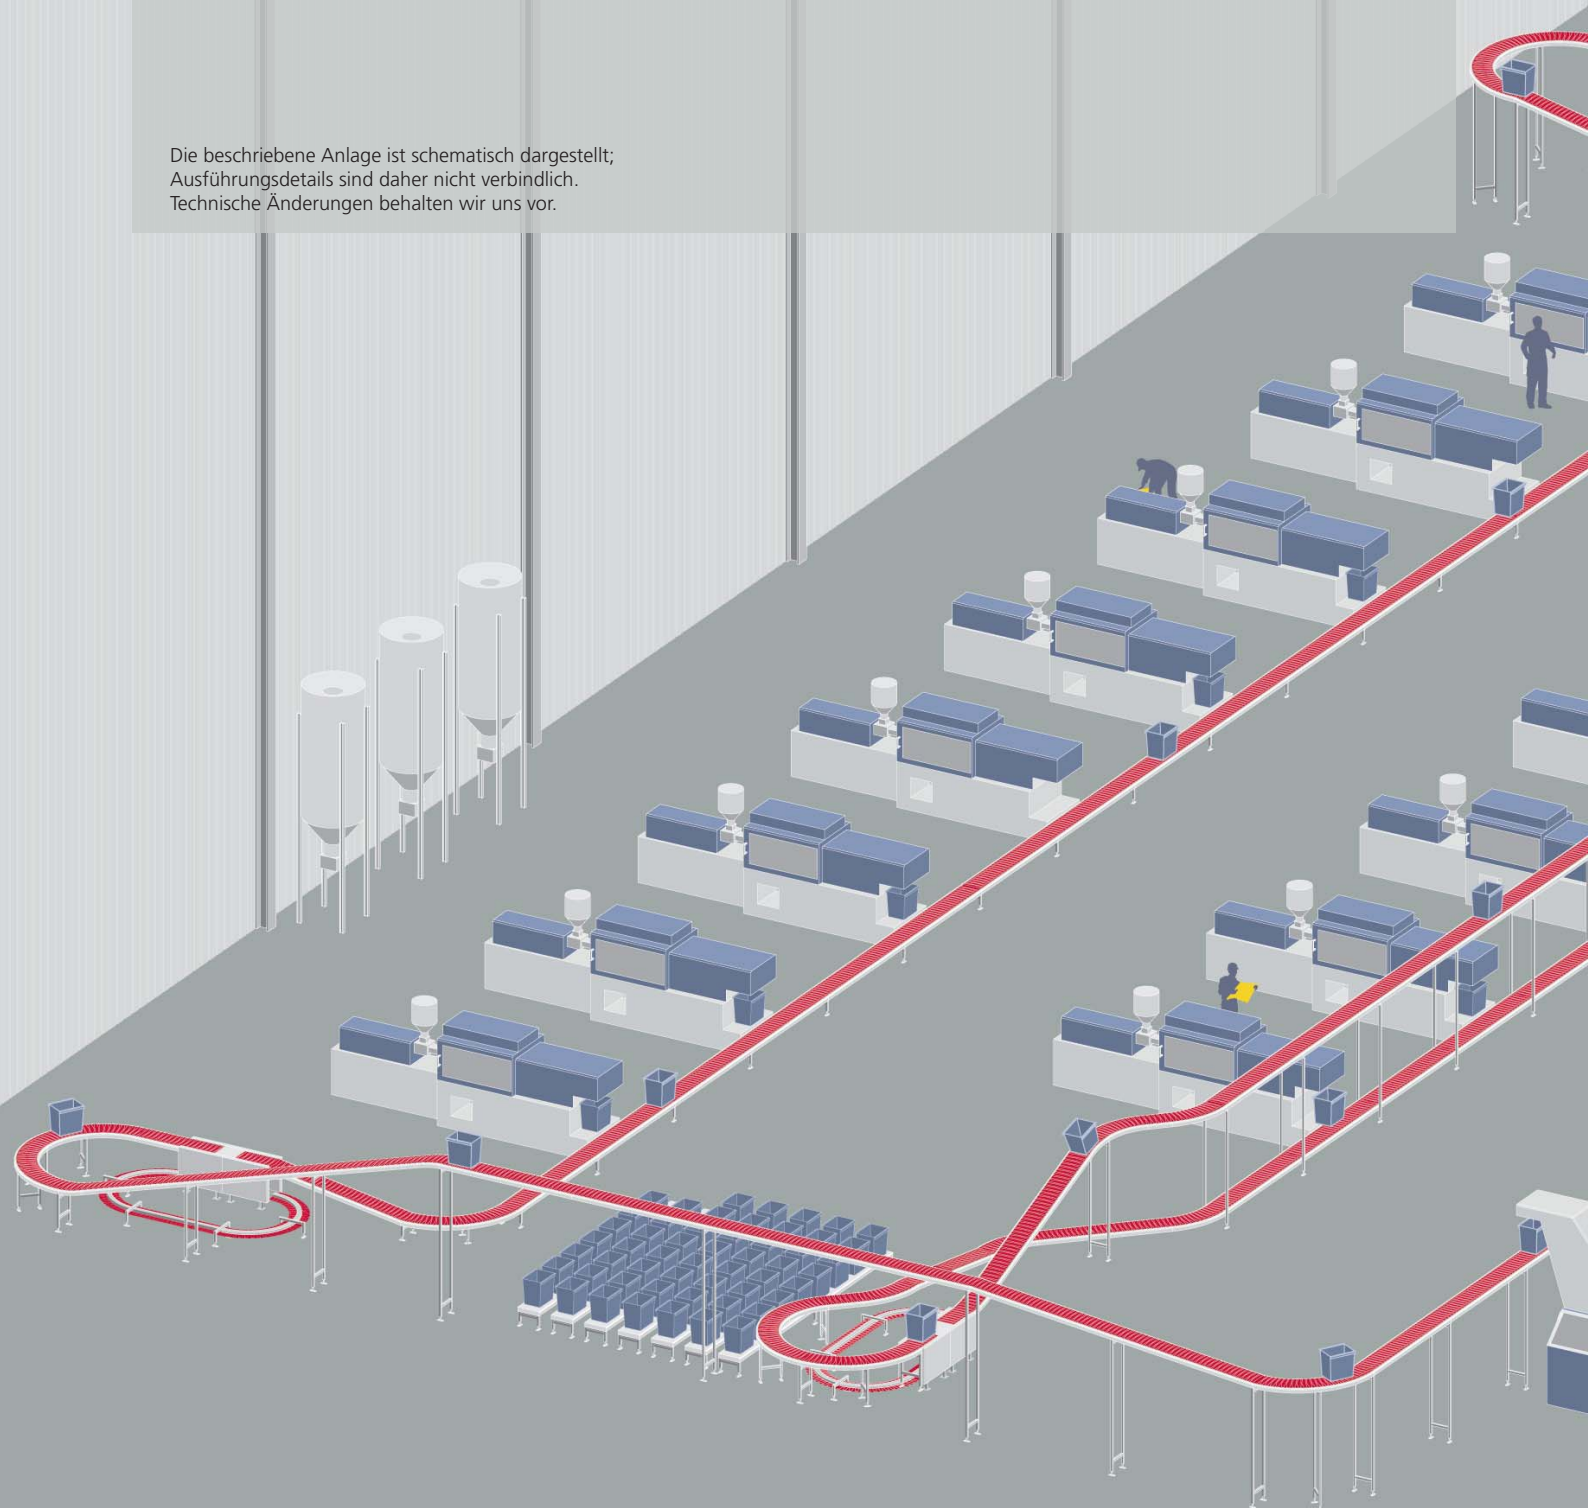 Die beschriebene Anlage ist schematisch dargestellt;
Ausführungsdetails sind daher nicht verbindlich.
Technische Änderungen behalten wir uns vor.